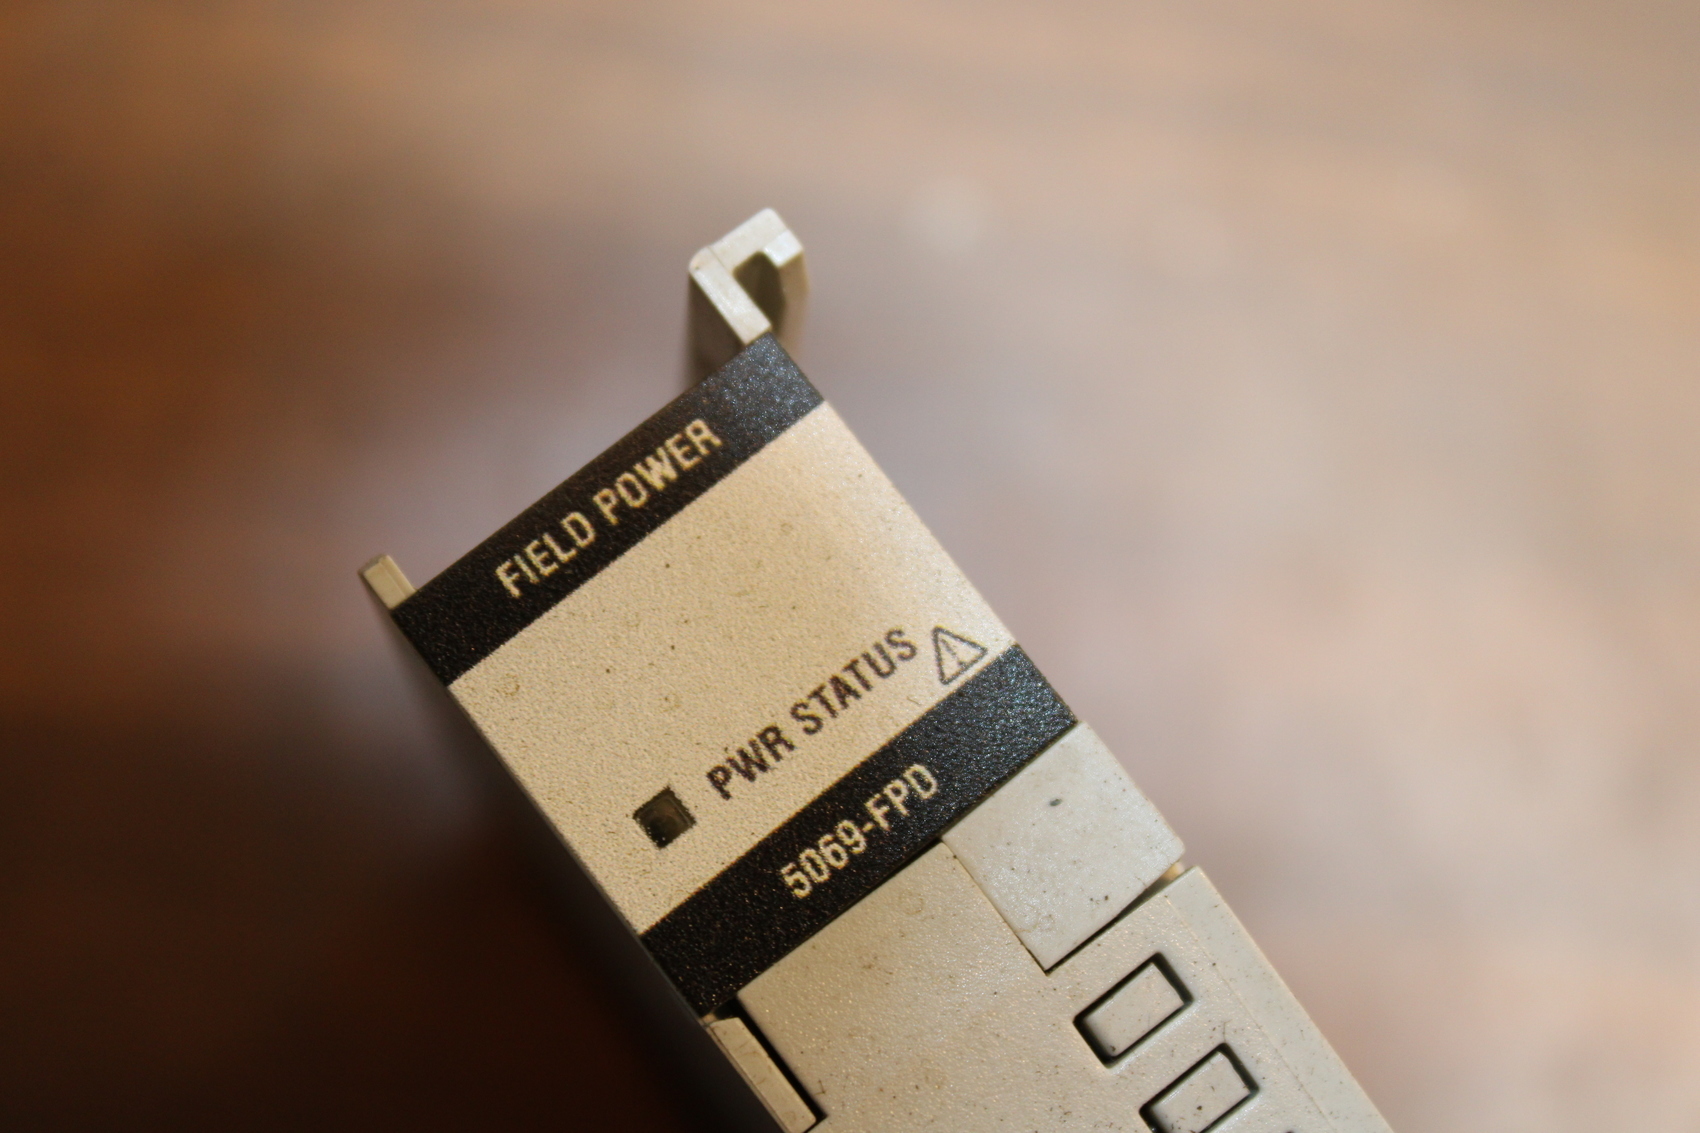 FIELD POWER
PWR STATUS
5069-FPD